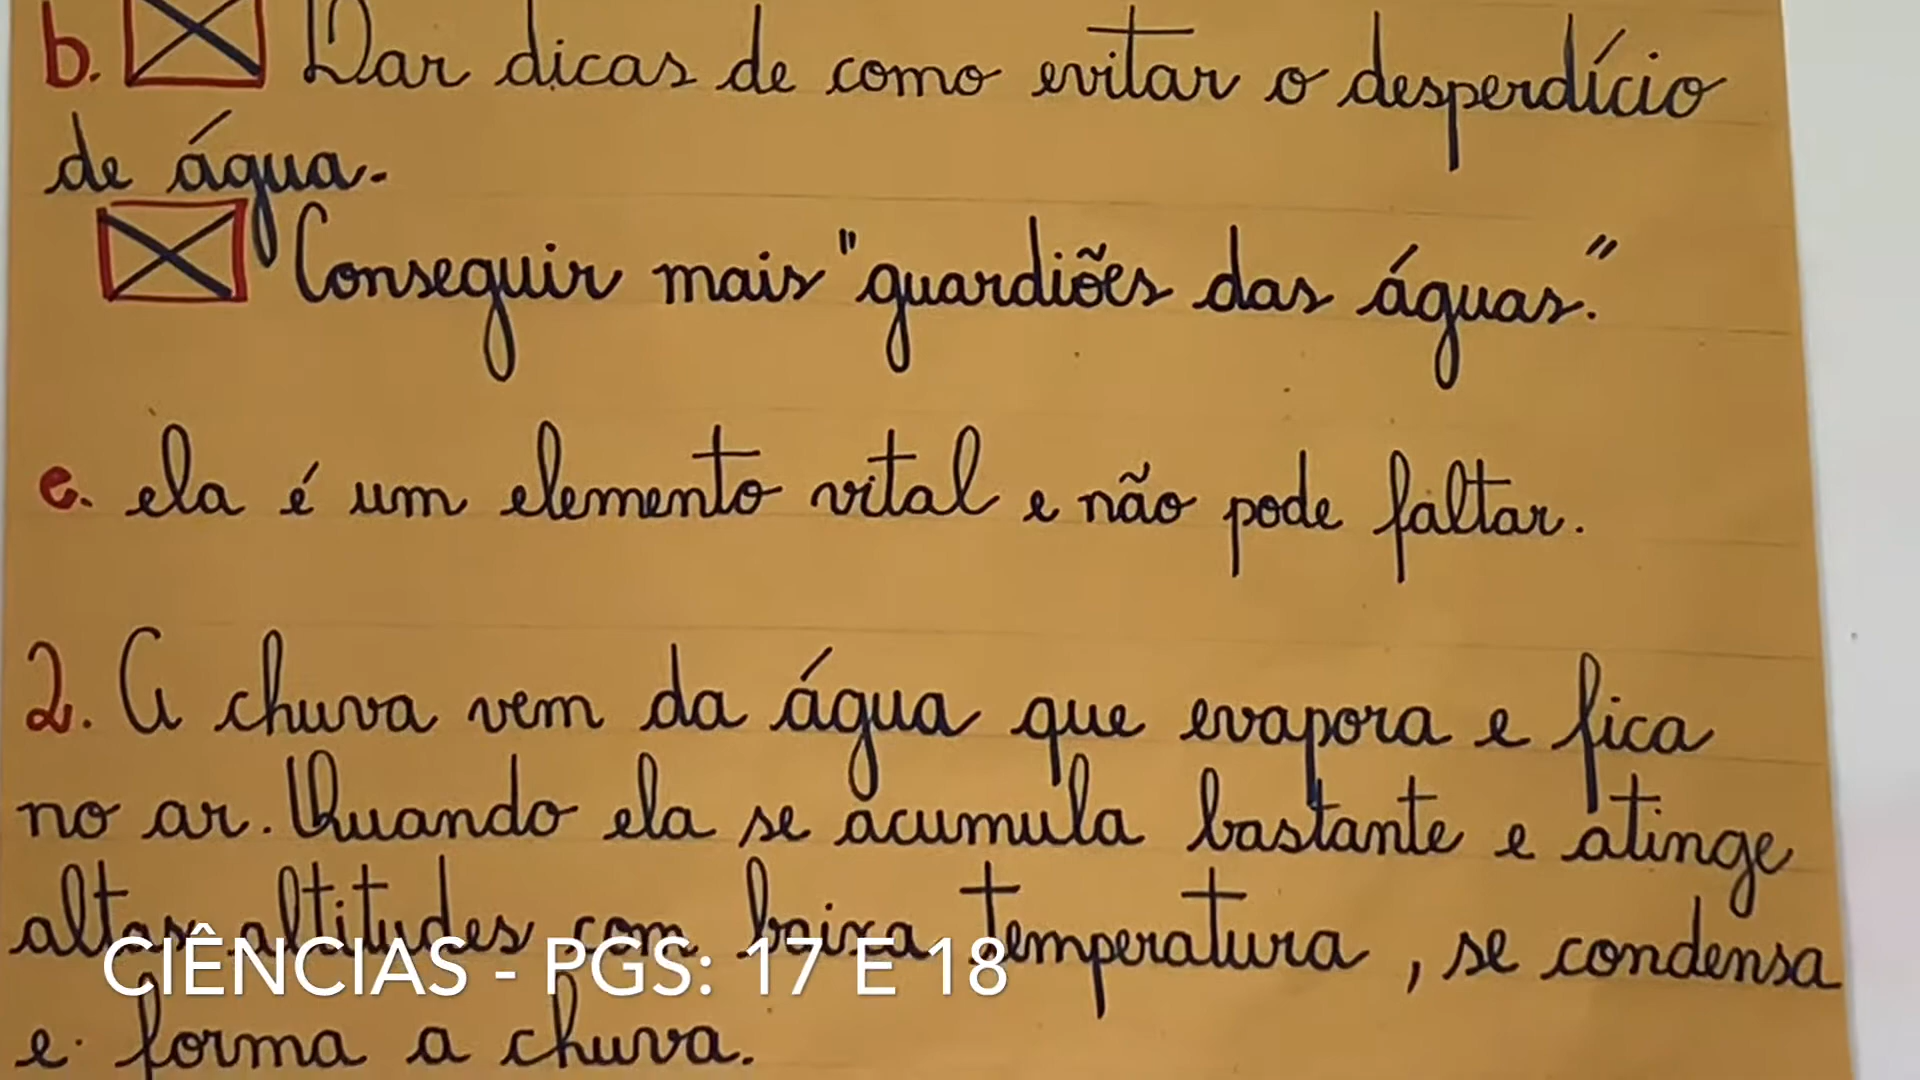 b. Dar dicas de como evitar o desperdício
de água.
Conseguir mais "guardiões das águas."
c. ela é um elemento vital e não pode faltar.
2. A chuva vem da água que evapora e fica
no ar. Quando ela se acumula bastante e atinge
altas altitudes com baixa temperatura, se condensa
CIÊNCIAS - PGS: 17 E 18
e forma a chuva.